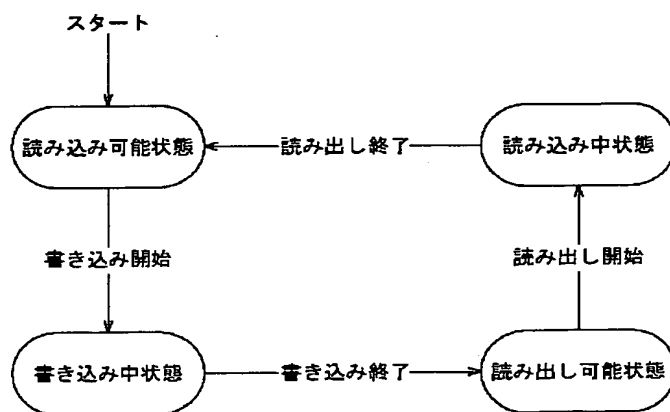 スタート
読み込み可能状態
読み出し終了
読み込み中状態
書き込み開始
読み出し開始
書き込み中状態
書き込み終了
読み出し可能状態